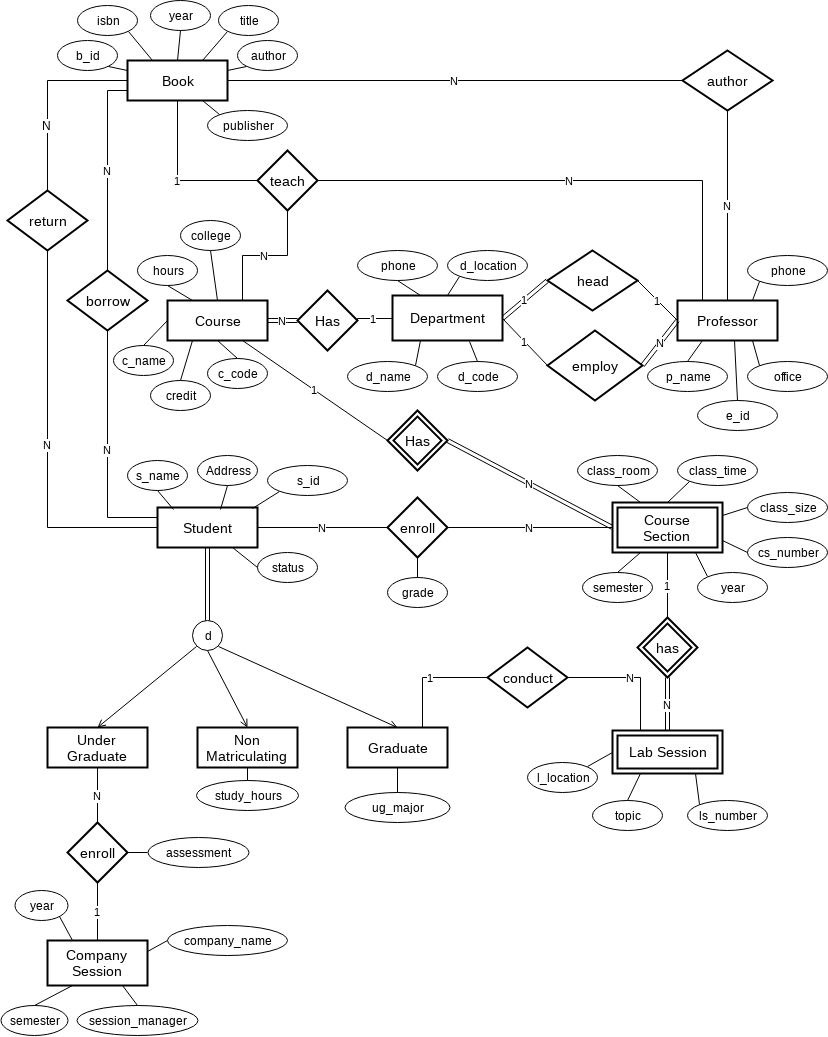 year
isbn
title
b_id
author
Book
N
author
publisher
N
N
1
teach
N
N
return
college
N
hours
phone
d_location
phone
head
borrow
1
1
Course
N
Has
1
Department
Professor
1
N
c_name
c_code
employy
d_name
d_code
p_name
office
credit
1
e_id
Has
N
N
s_name
Address
s_id
class_room
class_time
N
class_size
Student
N
enroll
N
Course
Section
cs_number
status
grade
semester
1
year
d
has
1
conduct
N
N
Under
Graduate
Non
Matriculating
Graduate
Lab Session
l_location
N
study_hours
ug_major
topic
ls_number
enroll
assessment
year
1
company_name
Company
Session
semester
session_manager